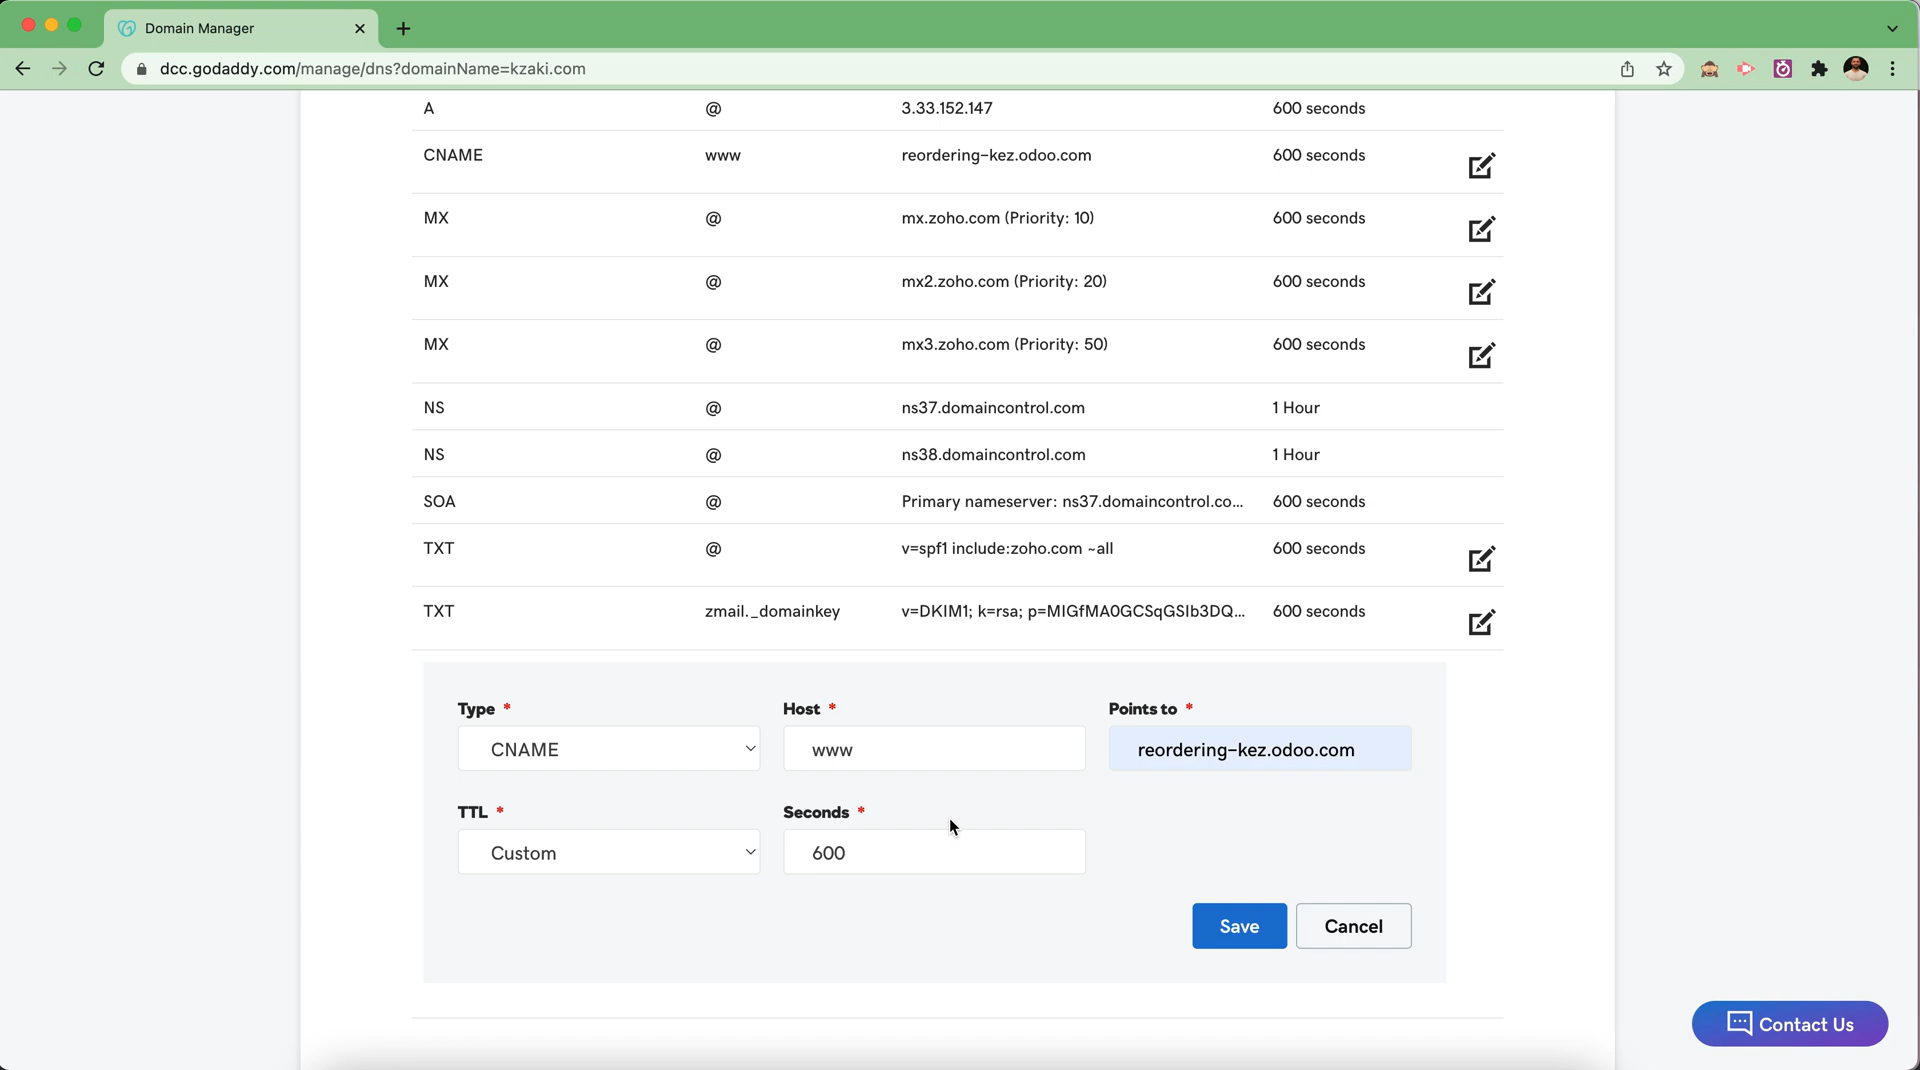 Domain Manager
dcc.godaddy.com/manage/dns?domainName=kzaki.com
A @ 3.33.152.147 600 seconds
CNAME www reordering-kez.odoo.com 600 seconds
MX @ mx.zoho.com (Priority: 10) 600 seconds
MX @ mx2.zoho.com (Priority: 20) 600 seconds
MX @ mx3.zoho.com (Priority: 50) 600 seconds
NS @ ns37.domaincontrol.com 1 Hour
NS @ ns38.domaincontrol.com 1 Hour
SOA @ Primary nameserver: ns37.domaincontrol.co... 600 seconds
TXT @ v=spf1 include:zoho.com ~all 600 seconds
TXT zmail._domainkey v=DKIM1; k=rsa; p=MIGfMA0GCSqGSIb3DQ... 600 seconds
Type * Host * Points to *
CNAME www reordering-kez.odoo.com
TTL * Seconds *
Custom 600
Save Cancel
Contact Us